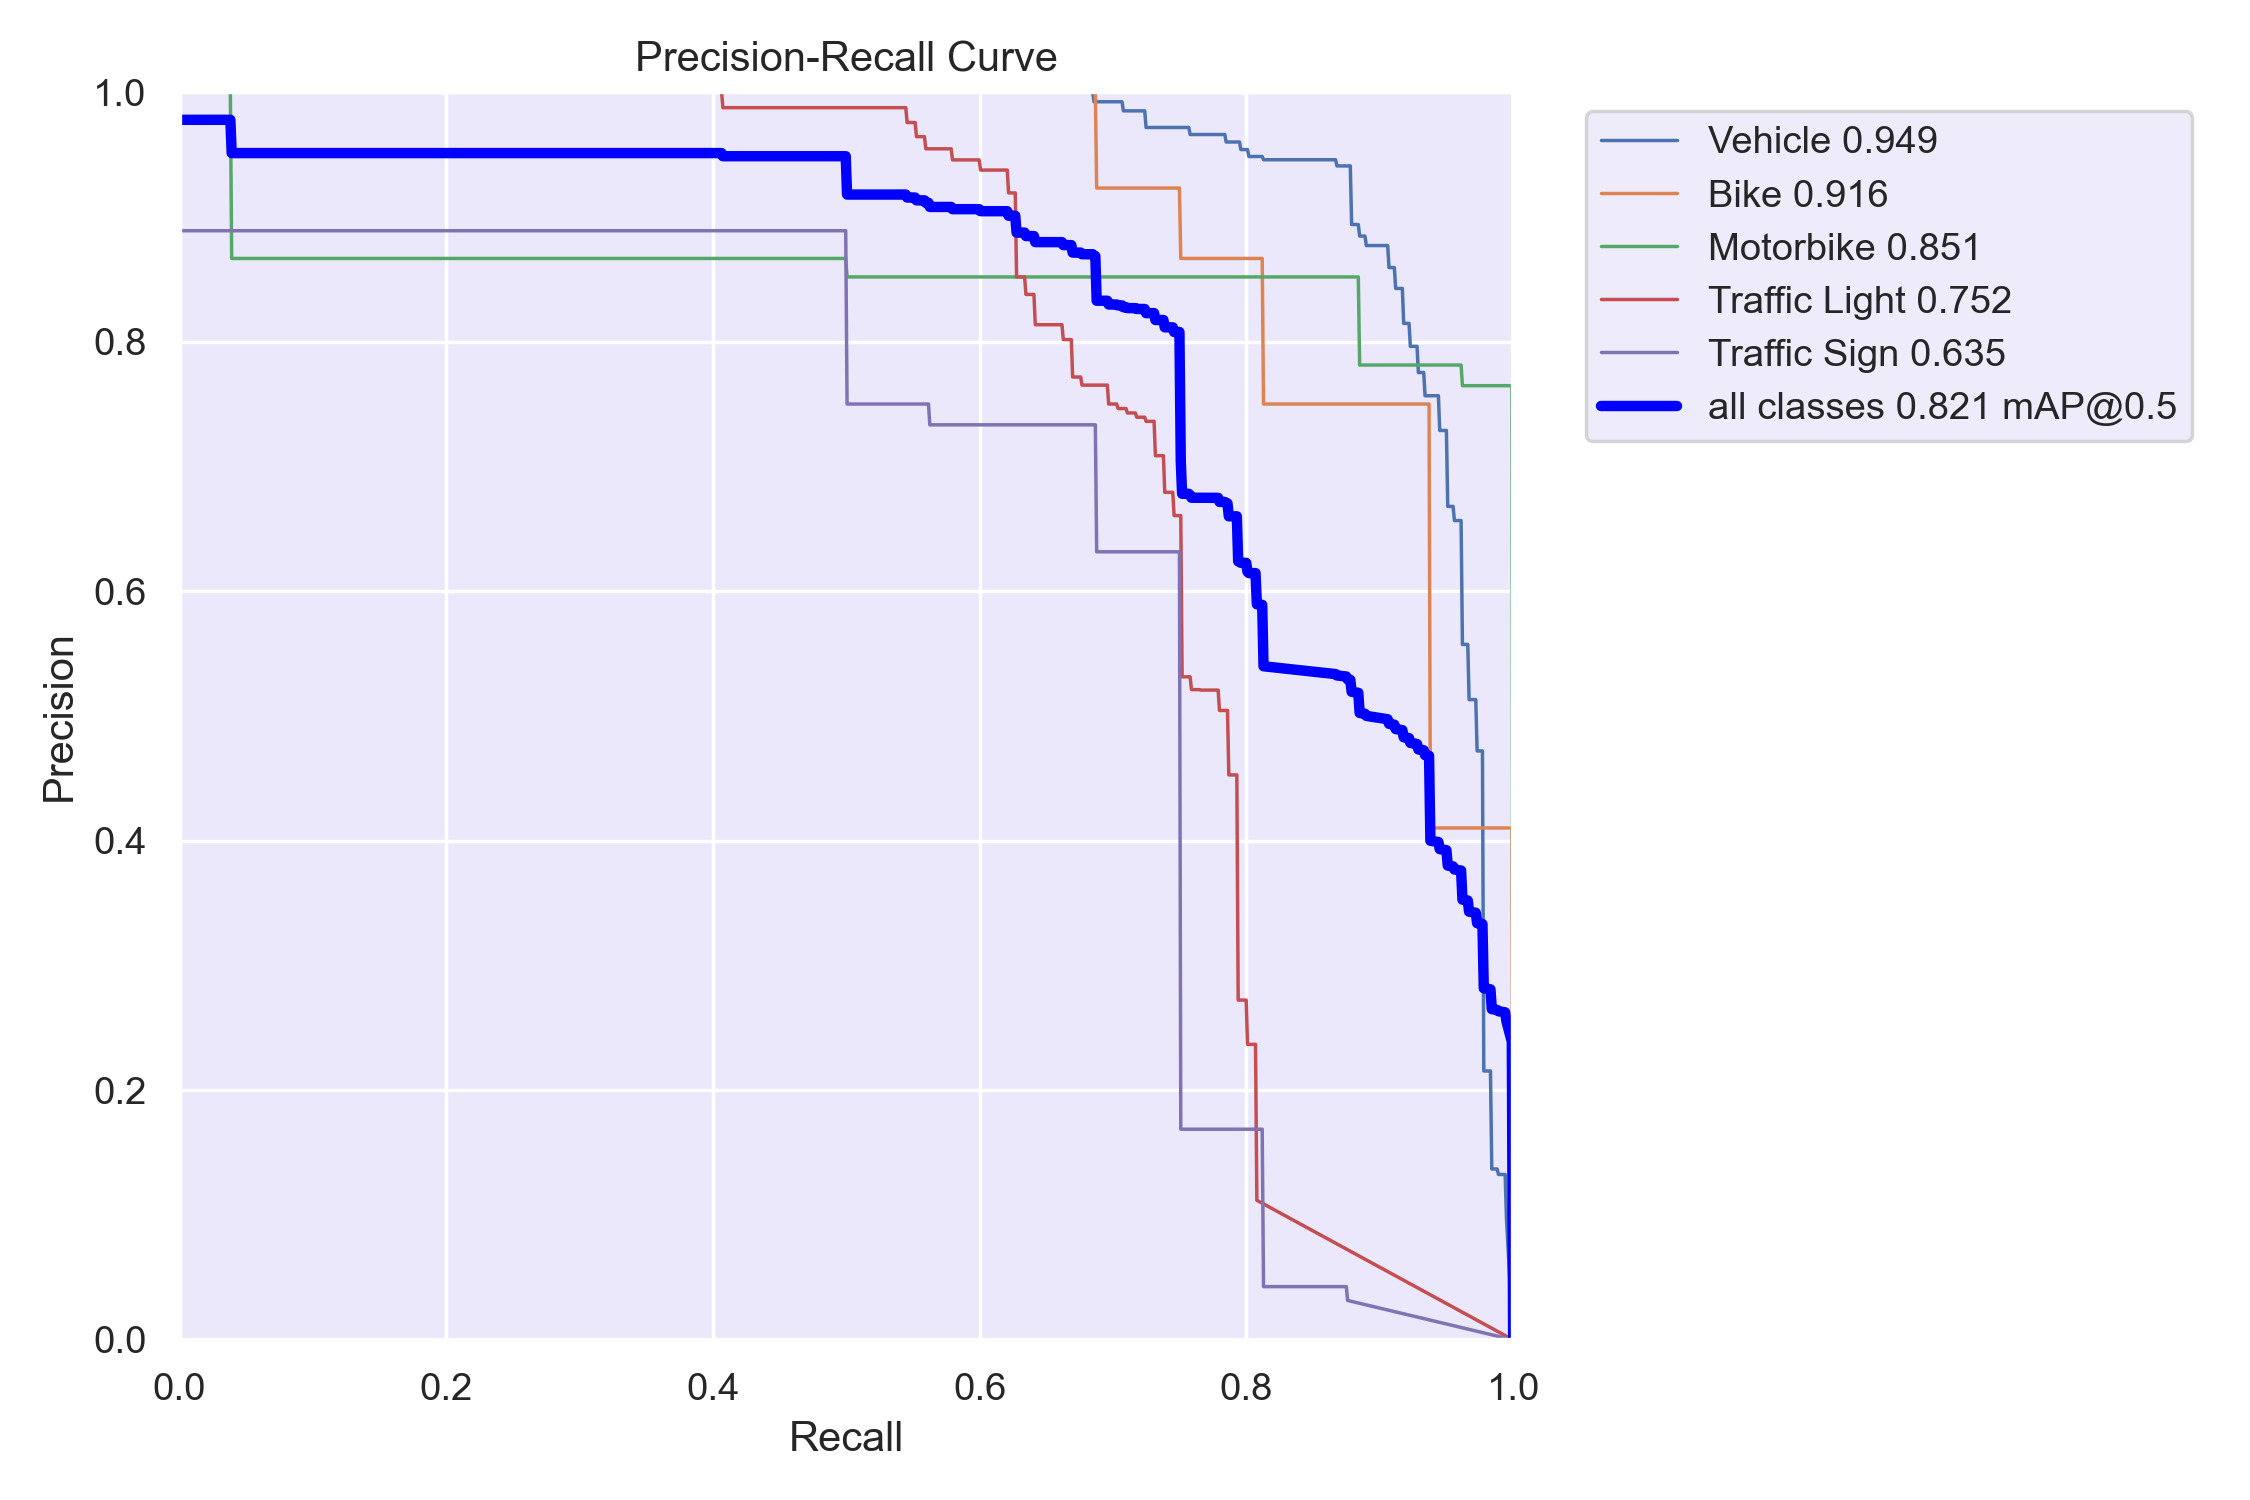 Precision-Recall Curve
1.0
0.8
0.6
0.4
0.2
0.0
Precision
0.0 0.2 0.4 0.6 0.8 1.0
Recall
Vehicle 0.949
Bike 0.916
Motorbike 0.851
Traffic Light 0.752
Traffic Sign 0.635
all classes 0.821 mAP@0.5